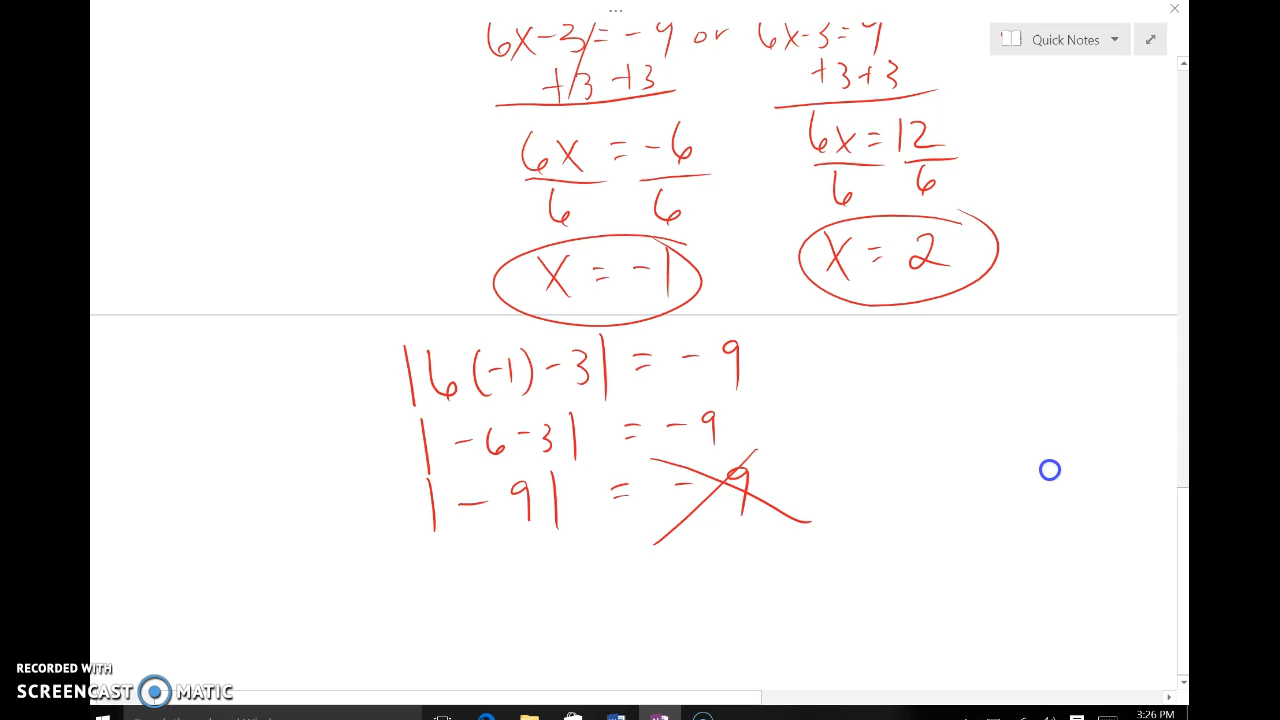 Quick Notes
6x-3=-9 or 6x-3=9
+3 +3 +3+3
6x = -6 6x = 12
6 6 6 6
x = -1 x = 2
|6(-1)-3| = -9
|-6-3| = -9
|-9| = -9
RECORDED WITH
SCREENCAST MATIC
3:26 PM